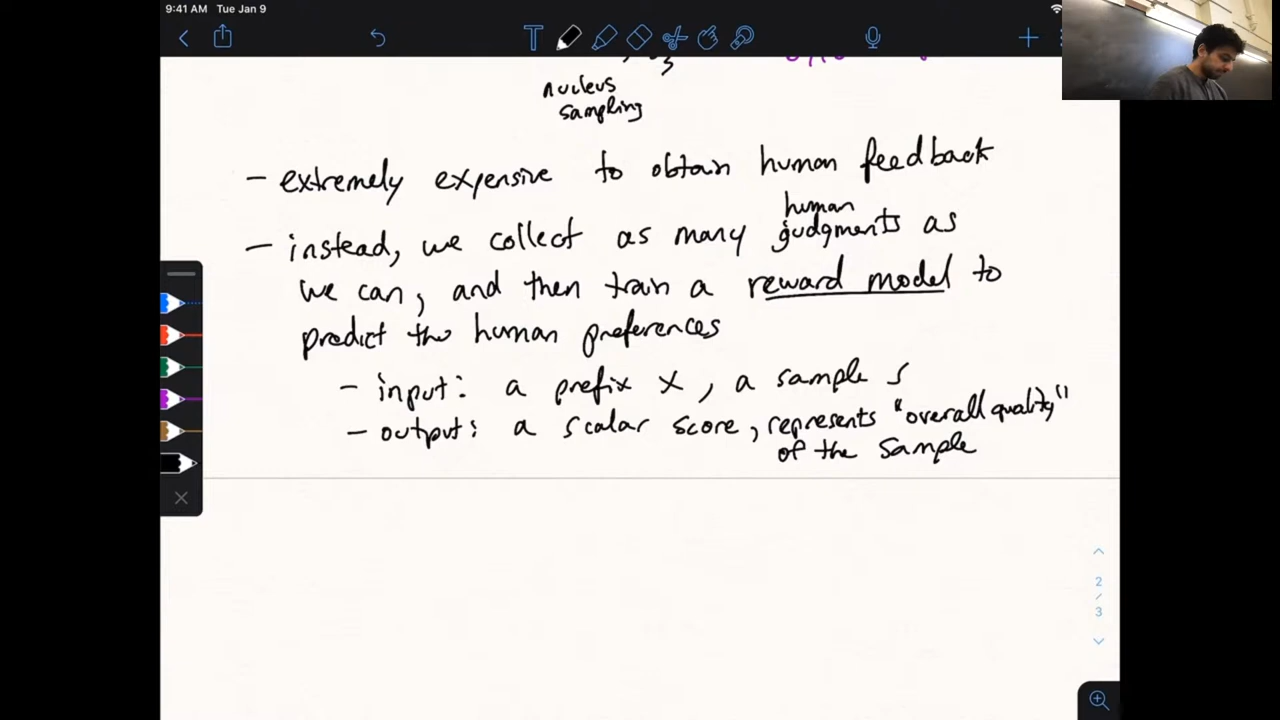 9:41 AM Tue Jan 9
T
nucleus
sampling
- extremely expensive to obtain human feedback
human
- instead, we collect as many judgments as
we can, and then train a reward model to
predict the human preferences
- input: a prefix x, a sample s
- output: a scalar score, represents "overall quality"
of the sample
2
/
3